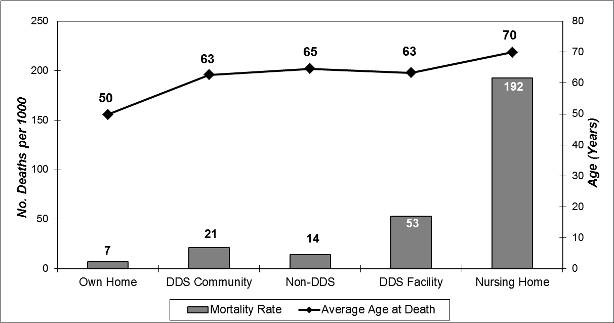 250
200
150
100
50
0
No. Deaths per 1000
80
70
60
50
40
30
20
10
0
Age (Years)
50
63
65
63
70
7
21
14
53
192
Own Home
DDS Community
Non-DDS
DDS Facility
Nursing Home
Mortality Rate
Average Age at Death